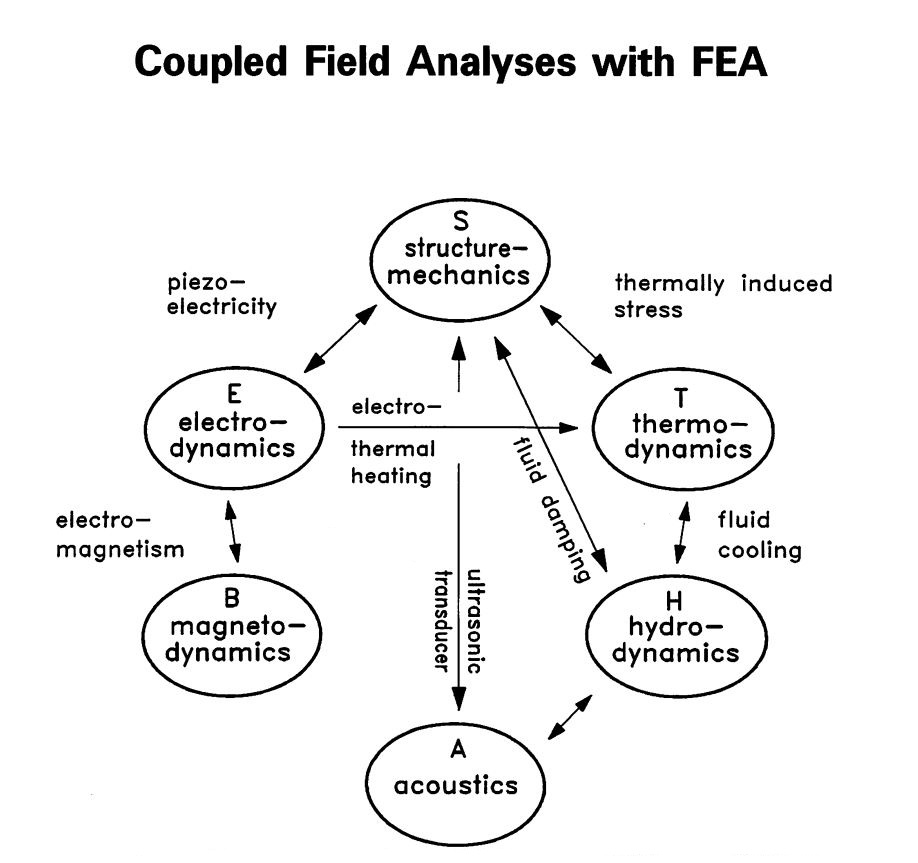 Coupled Field Analyses with FEA
S
structure-
mechanics
piezo-
electricity
thermally induced
stress
E
electro-
dynamics
electro-
thermal
heating
T
thermo-
dynamics
fluid damping
electro-
magnetism
fluid
cooling
B
magneto-
dynamics
ultrasonic
transducer
H
hydro-
dynamics
A
acoustics